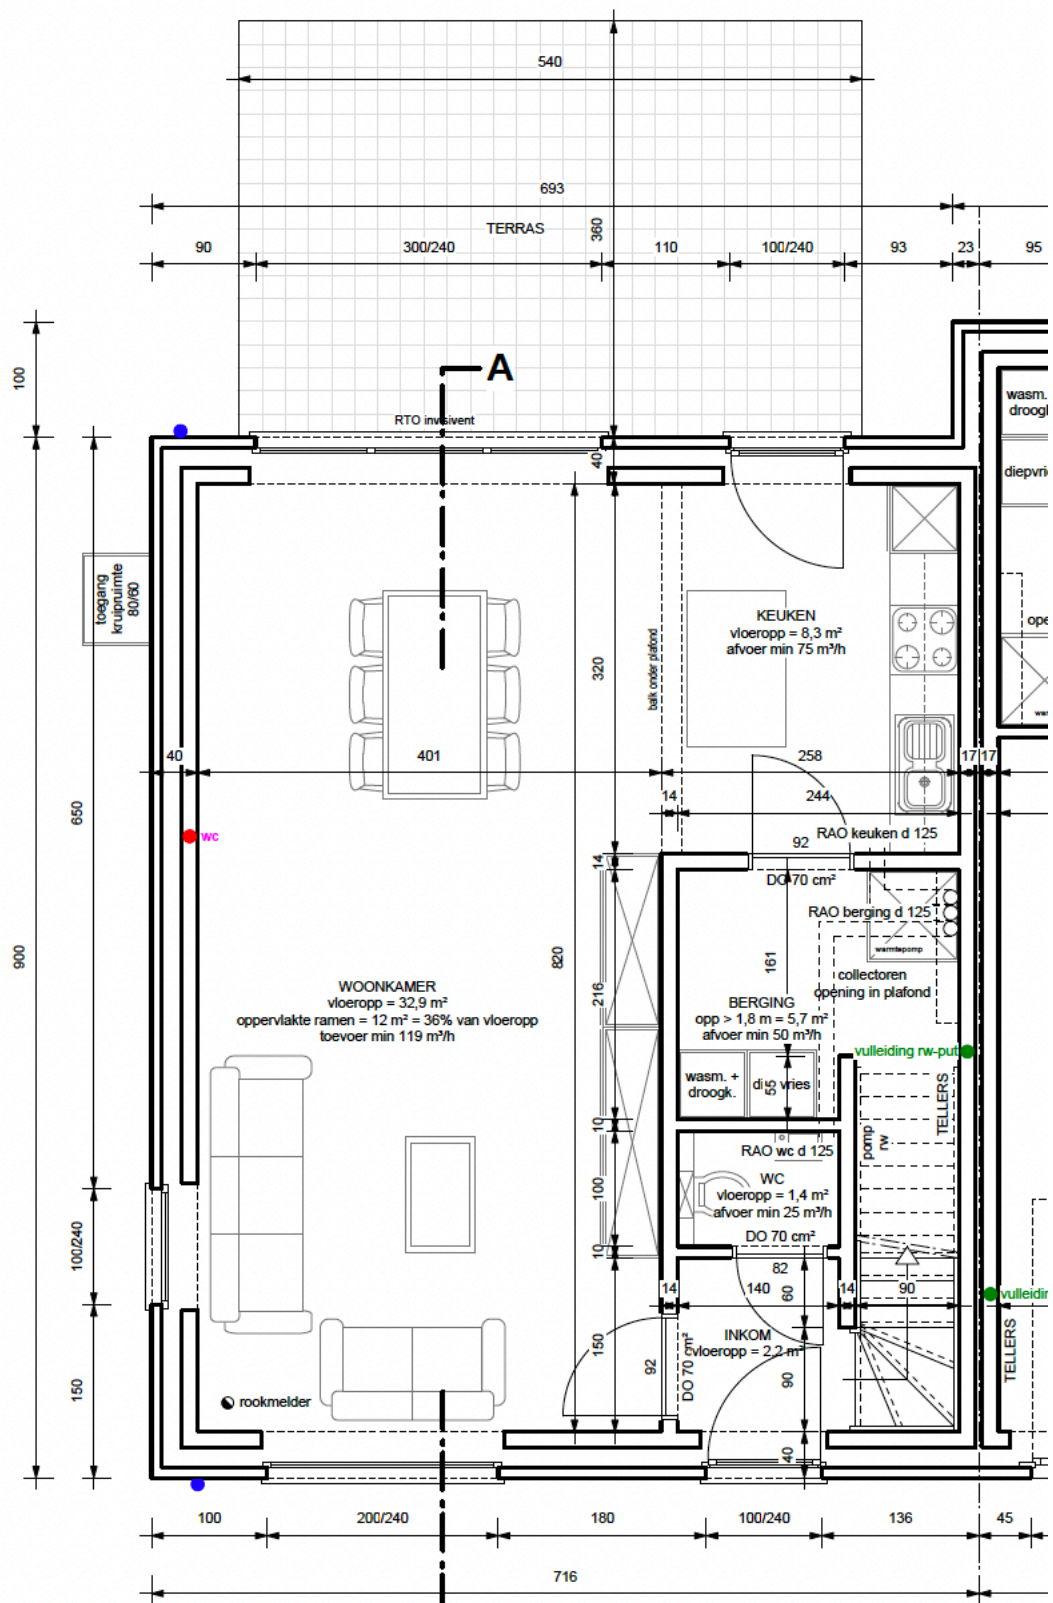 540
693
TERRAS
360
90
300/240
110
100/240
93
23
95
100
A
RTO invisivent
40
wasm.
droogk
diepvrie
toegang
kruipruimte
80/60
KEUKEN
vloeropp = 8,3 m²
afvoer min 75 m³/h
ope
320
balk onder plafond
40
401
258
17
17
14
244
650
wc
RAO keuken d 125
92
14
DO 70 cm²
RAO berging d 125
warmtepomp
900
820
161
collectoren
opening in plafond
WOONKAMER
vloeropp = 32,9 m²
oppervlakte ramen = 12 m² = 36% van vloeropp
toevoer min 119 m³/h
216
BERGING
opp > 1,8 m = 5,7 m²
afvoer min 50 m³/h
vulleiding rw-put
wasm. +
droogk.
diepvries
55
TELLERS
pomp
rw
10
RAO wc d 125
WC
vloeropp = 1,4 m²
afvoer min 25 m³/h
100
DO 70 cm²
10
82
100/240
14
140
60
14
90
vulleidin
INKOM
vloeropp = 2,2 m²
150
92
DO 70 cm²
90
TELLERS
150
rookmelder
40
100
200/240
180
100/240
136
45
716